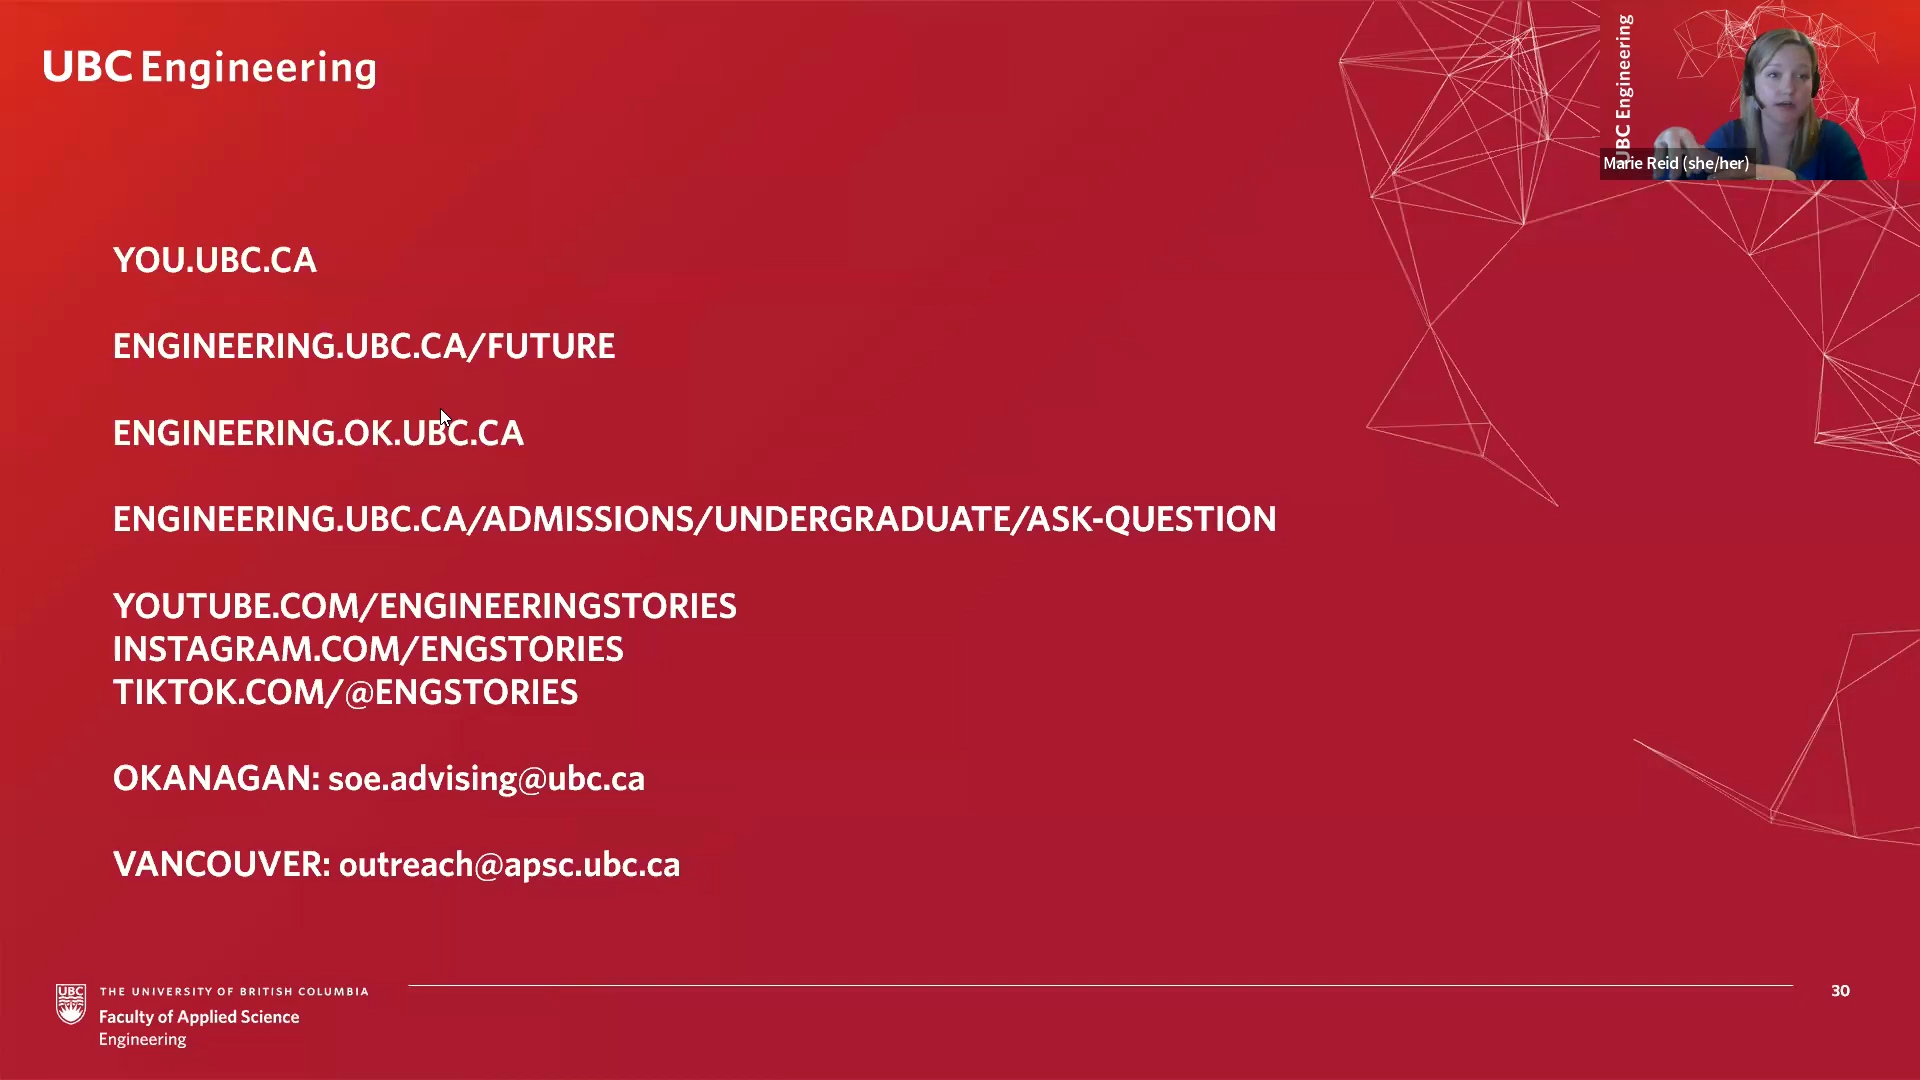 UBC Engineering
UBC Engineering
Marie Reid (she/her)
YOU.UBC.CA
ENGINEERING.UBC.CA/FUTURE
ENGINEERING.OK.UBC.CA
ENGINEERING.UBC.CA/ADMISSIONS/UNDERGRADUATE/ASK-QUESTION
YOUTUBE.COM/ENGINEERINGSTORIES
INSTAGRAM.COM/ENGSTORIES
TIKTOK.COM/@ENGSTORIES
OKANAGAN: soe.advising@ubc.ca
VANCOUVER: outreach@apsc.ubc.ca
UBC
THE UNIVERSITY OF BRITISH COLUMBIA
Faculty of Applied Science
Engineering
30